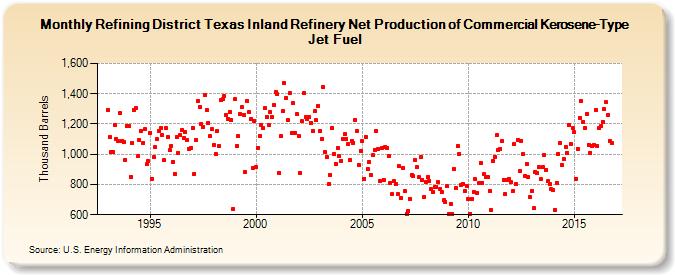 Monthly Refining District Texas Inland Refinery Net Production of Commercial Kerosene-Type
Jet Fuel
Thousand Barrels
1,600
1,400
1,200
1,000
800
600
1995
2000
2005
2010
2015
Source: U.S. Energy Information Administration